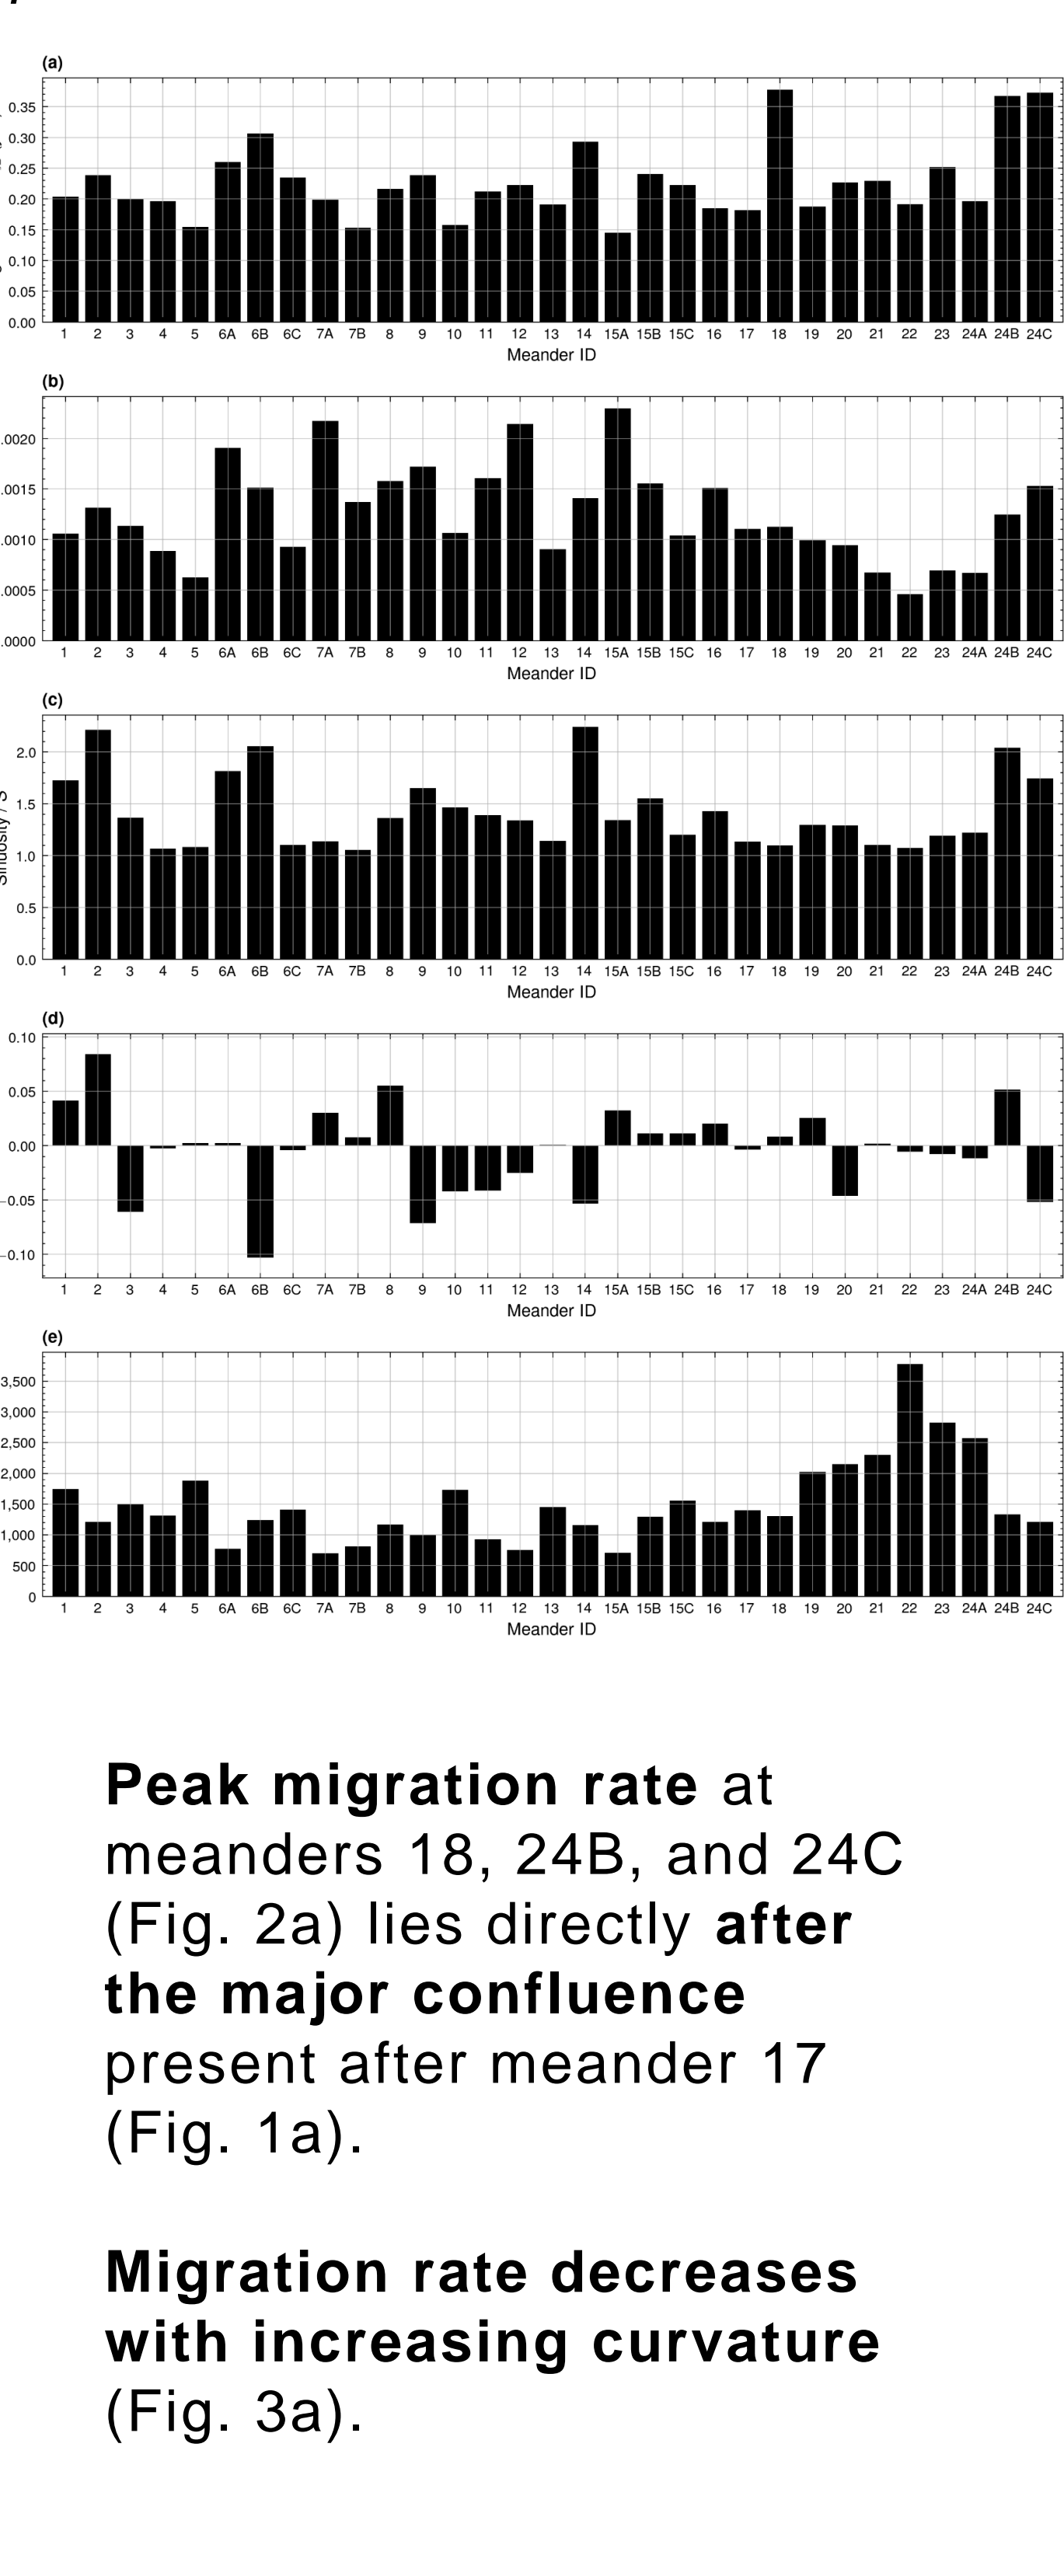 (a)
0.35
0.30
0.25
0.20
0.15
0.10
0.05
0.00
1 2 3 4 5 6A 6B 6C 7A 7B 8 9 10 11 12 13 14 15A 15B 15C 16 17 18 19 20 21 22 23 24A 24B 24C
Meander ID
(b)
.0020
.0015
.0010
.0005
.0000
1 2 3 4 5 6A 6B 6C 7A 7B 8 9 10 11 12 13 14 15A 15B 15C 16 17 18 19 20 21 22 23 24A 24B 24C
Meander ID
(c)
Sinuosity / S
2.0
1.5
1.0
0.5
0.0
1 2 3 4 5 6A 6B 6C 7A 7B 8 9 10 11 12 13 14 15A 15B 15C 16 17 18 19 20 21 22 23 24A 24B 24C
Meander ID
(d)
0.10
0.05
0.00
−0.05
−0.10
1 2 3 4 5 6A 6B 6C 7A 7B 8 9 10 11 12 13 14 15A 15B 15C 16 17 18 19 20 21 22 23 24A 24B 24C
Meander ID
(e)
3,500
3,000
2,500
2,000
1,500
1,000
500
0
1 2 3 4 5 6A 6B 6C 7A 7B 8 9 10 11 12 13 14 15A 15B 15C 16 17 18 19 20 21 22 23 24A 24B 24C
Meander ID
Peak migration rate at
meanders 18, 24B, and 24C
(Fig. 2a) lies directly after
the major confluence
present after meander 17
(Fig. 1a).
Migration rate decreases
with increasing curvature
(Fig. 3a).